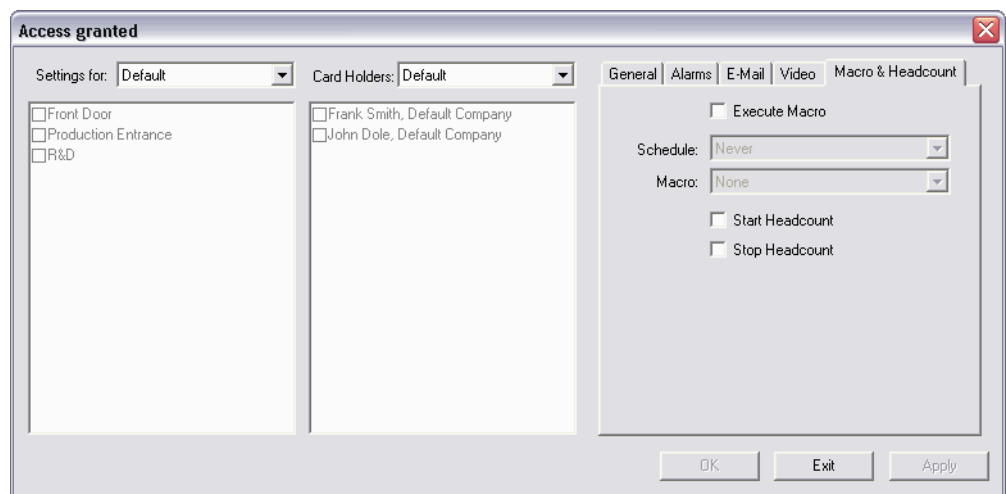 Access granted
Settings for: Default
Front Door
Production Entrance
R&D
Card Holders: Default
Frank Smith, Default Company
John Dole, Default Company
General Alarms E-Mail Video Macro & Headcount
Execute Macro
Schedule: Never
Macro: None
Start Headcount
Stop Headcount
OK Exit Apply